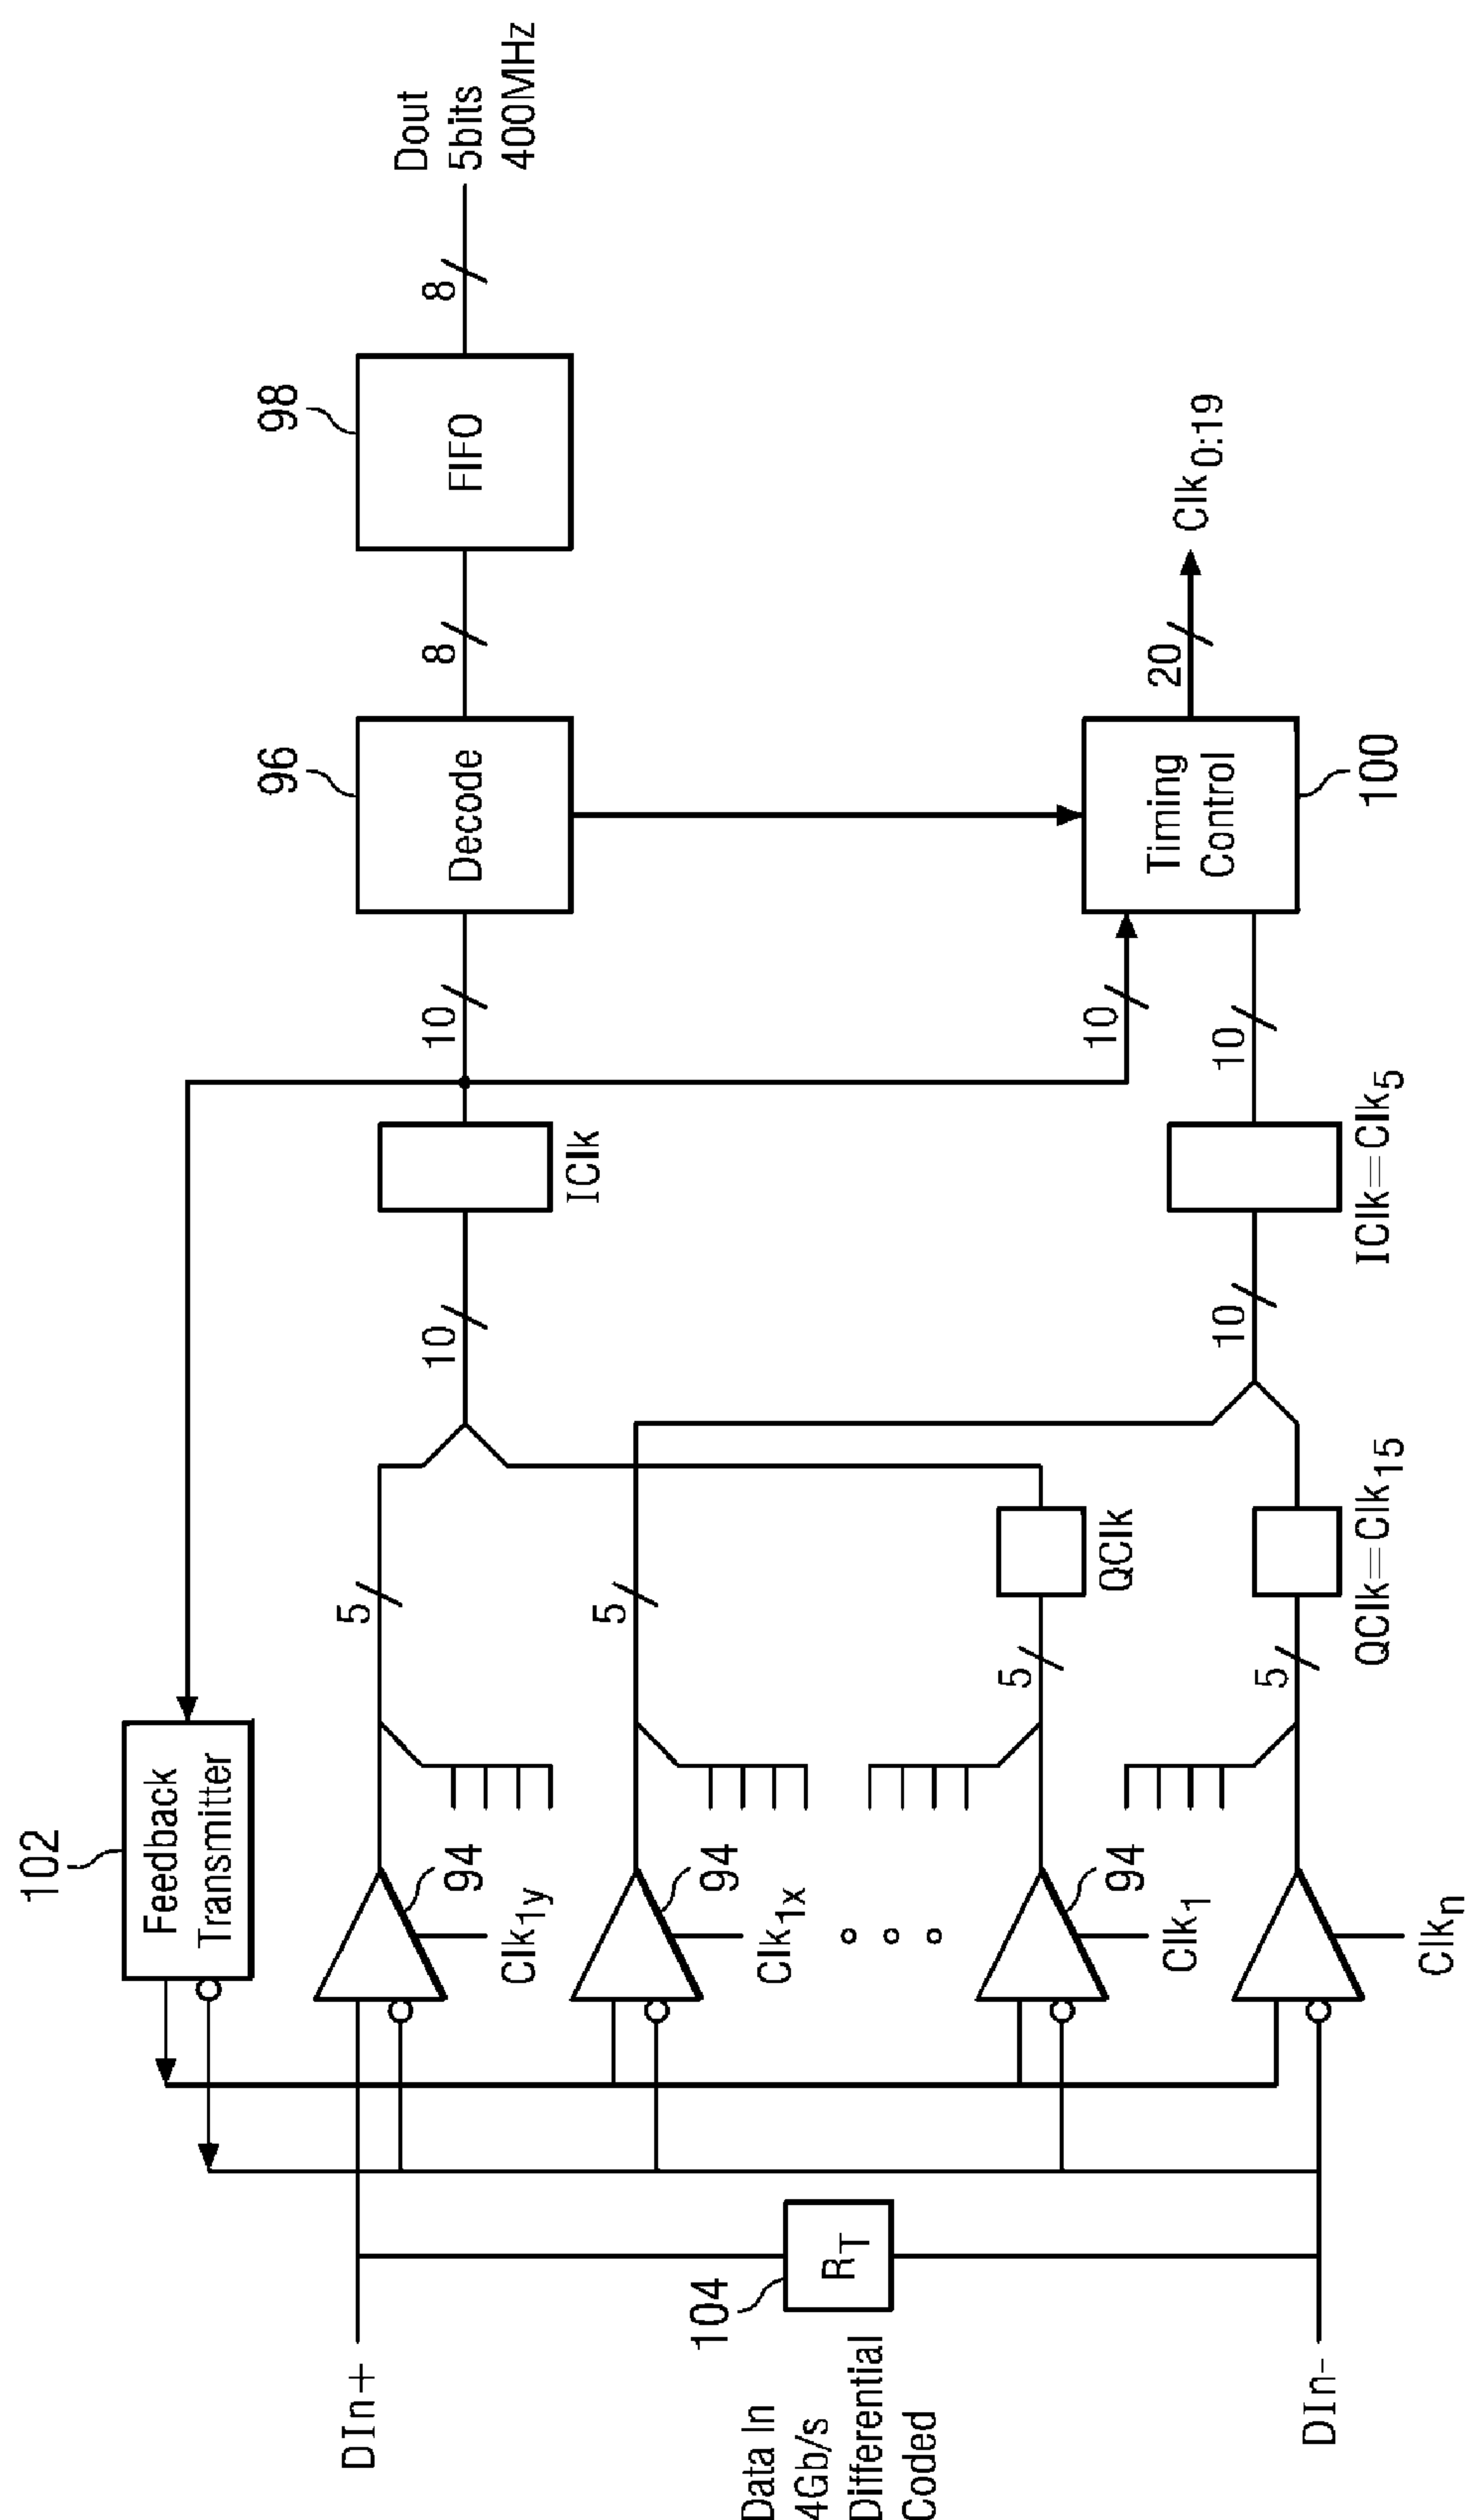 102
Feedback
Transmitter
98
FIFO
96
Decode
8
8
Dout
5bits
400MHz
10
10
ICIk
5
5
94
Clk1y
94
Clk1x
5
QClk
94
Clk1
5
QClk=Clk15
Clkn
10
10
ICIk=Clk5
10
Timing
Control
100
20
Clk0:19
DIn+
104
RT
Data In
4Gb/s
Differential
Coded
DIn-